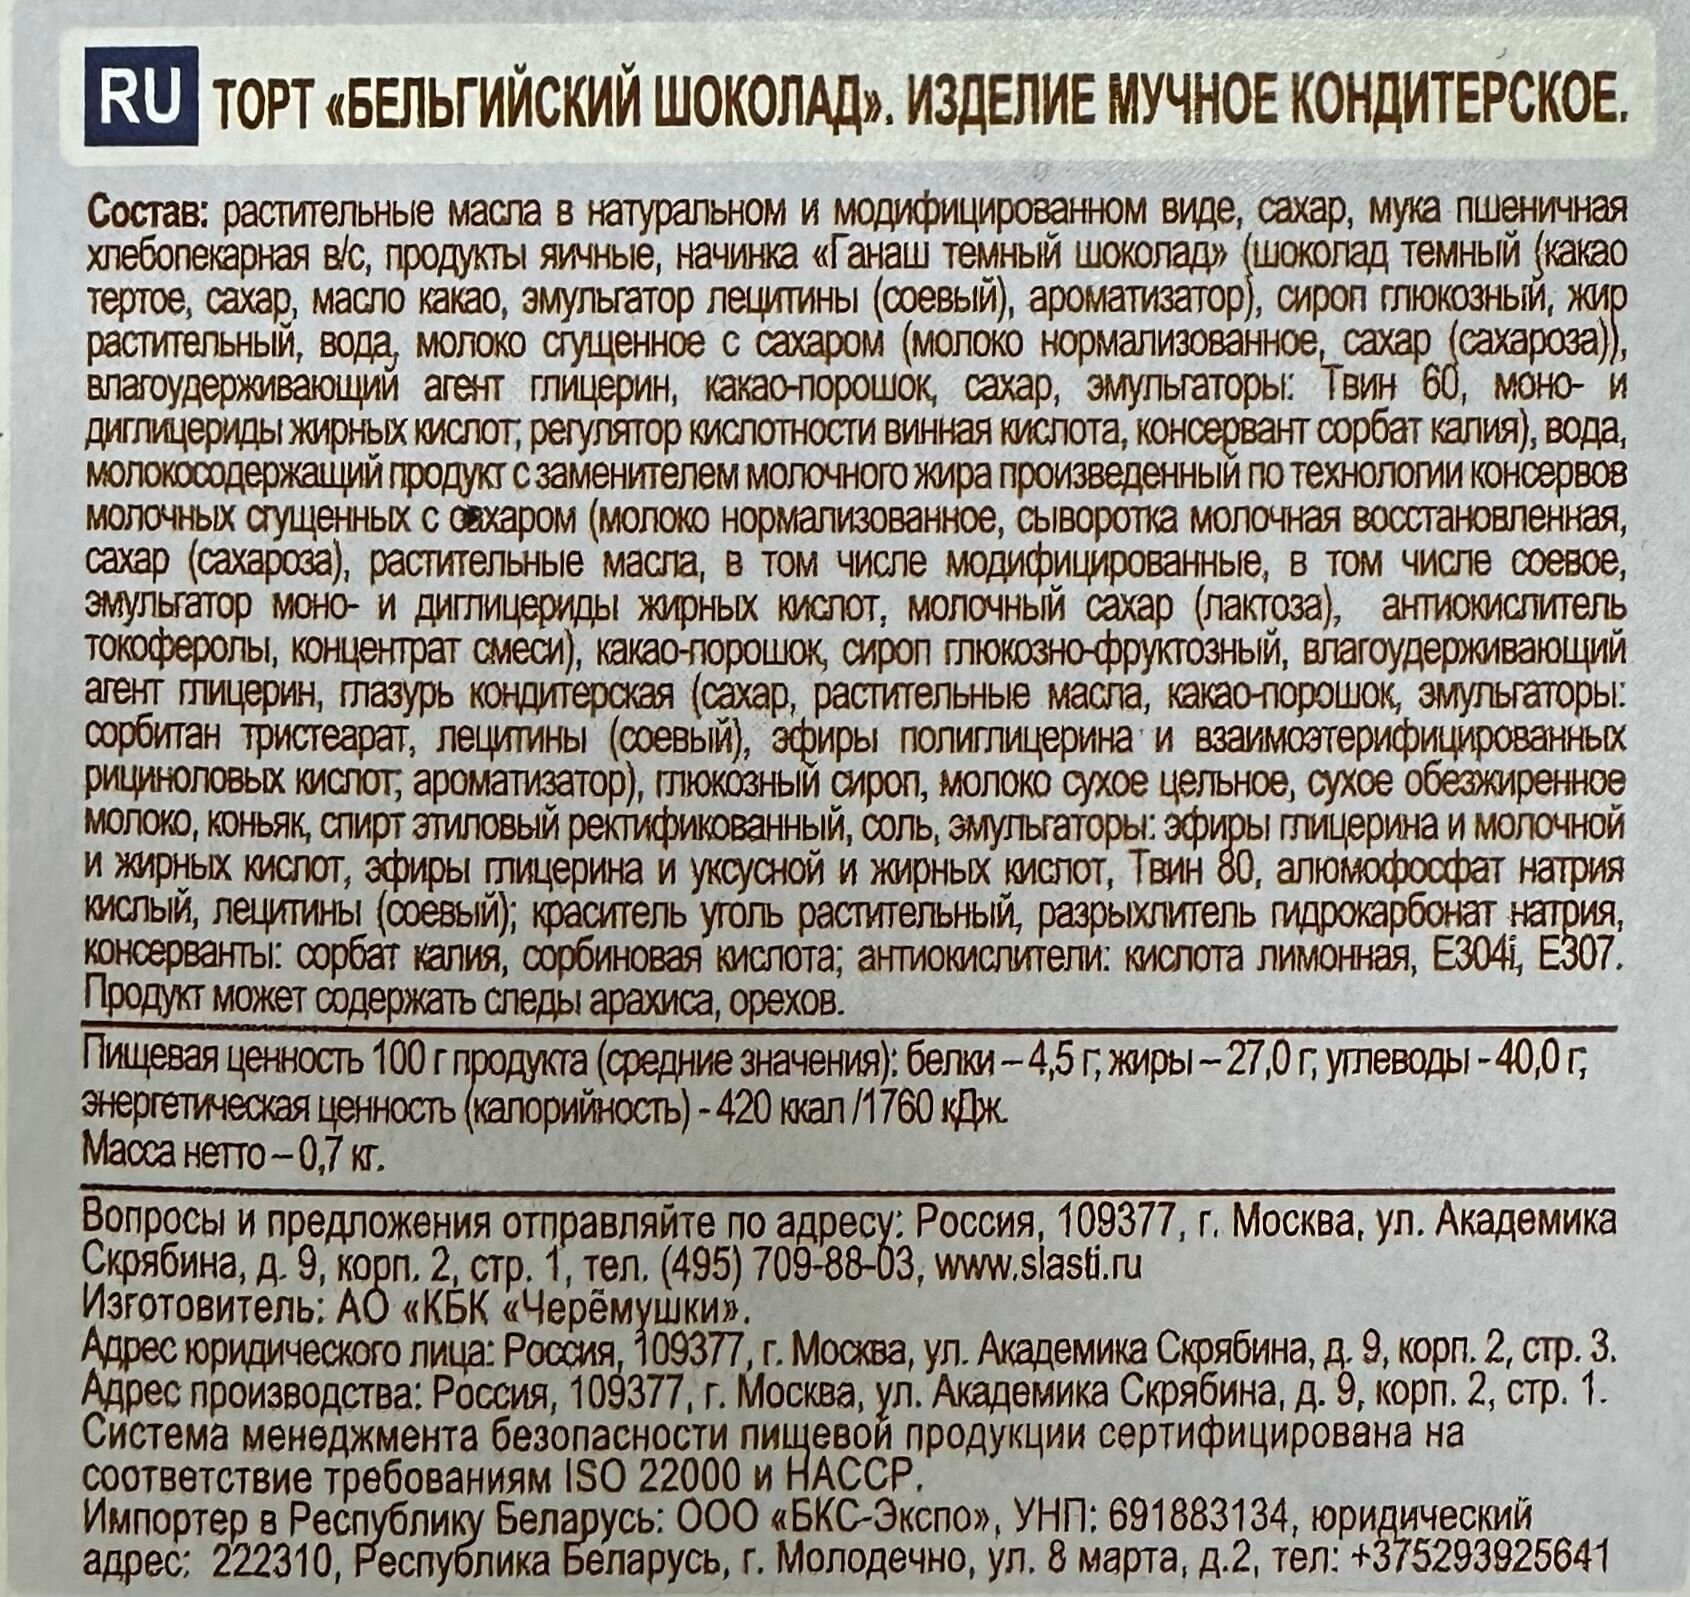 RU ТОРТ «БЕЛЬГИЙСКИЙ ШОКОЛАД». ИЗДЕЛИЕ МУЧНОЕ КОНДИТЕРСКОЕ.
Состав: растительные масла в натуральном и модифицированном виде, сахар, мука пшеничная
хлебопекарная в/с, продукты яичные, начинка «Ганаш темный шоколад» (шоколад темный (какао
тертое, сахар, масло какао, эмульгатор лецитины (соевый), ароматизатор), сироп глюкозный, жир
растительный, вода, молоко сгущенное с сахаром (молоко нормализованное, сахар (сахароза)),
влагоудерживающий агент глицерин, какао-порошок, сахар, эмульгаторы: Твин 60, моно- и
диглицериды жирных кислот; регулятор кислотности винная кислота, консервант сорбат калия), вода,
молокосодержащий продукт с заменителем молочного жира произведенный по технологии консервов
молочных сгущенных с сахаром (молоко нормализованное, сыворотка молочная восстановленная,
сахар (сахароза), растительные масла, в том числе модифицированные, в том числе соевое,
эмульгатор моно- и диглицериды жирных кислот, молочный сахар (лактоза), антиокислитель
токоферолы, концентрат смеси), какао-порошок, сироп глюкозно-фруктозный, влагоудерживающий
агент глицерин, глазурь кондитерская (сахар, растительные масла, какао-порошок, эмульгаторы:
сорбитан тристеарат, лецитины (соевый), эфиры полиглицерина и взаимоэтерифицированных
рициноловых кислот; ароматизатор), глюкозный сироп, молоко сухое цельное, сухое обезжиренное
молоко, коньяк, спирт этиловый ректификованный, соль, эмульгаторы: эфиры глицерина и молочной
и жирных кислот, эфиры глицерина и уксусной и жирных кислот, Твин 80, алюмофосфат натрия
кислый, лецитины (соевый); краситель уголь растительный, разрыхлитель гидрокарбонат натрия,
консерванты: сорбат калия, сорбиновая кислота; антиокислители: кислота лимонная, Е304i, Е307.
Продукт может содержать следы арахиса, орехов.
Пищевая ценность 100 г продукта (средние значения): белки – 4,5 г, жиры – 27,0 г, углеводы - 40,0 г,
энергетическая ценность (калорийность) - 420 ккал /1760 кДж.
Масса нетто – 0,7 кг.
Вопросы и предложения отправляйте по адресу: Россия, 109377, г. Москва, ул. Академика
Скрябина, д. 9, корп. 2, стр. 1, тел. (495) 709-88-03, www.slasti.ru
Изготовитель: АО «КБК «Черёмушки».
Адрес юридического лица: Россия, 109377, г. Москва, ул. Академика Скрябина, д. 9, корп. 2, стр. 3.
Адрес производства: Россия, 109377, г. Москва, ул. Академика Скрябина, д. 9, корп. 2, стр. 1.
Система менеджмента безопасности пищевой продукции сертифицирована на
соответствие требованиям ISO 22000 и НАССР.
Импортер в Республику Беларусь: ООО «БКС-Экспо», УНП: 691883134, юридический
адрес: 222310, Республика Беларусь, г. Молодечно, ул. 8 марта, д.2, тел: +375293925641